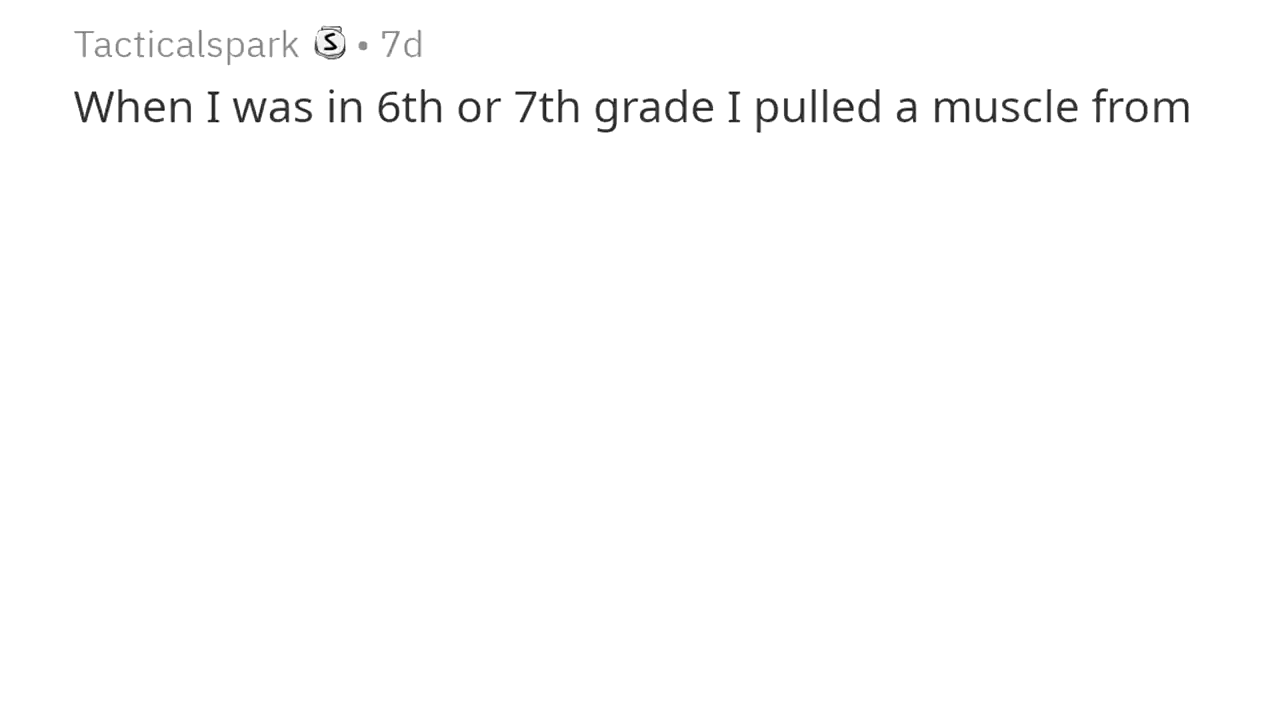 Tacticalspark S • 7d
When I was in 6th or 7th grade I pulled a muscle from